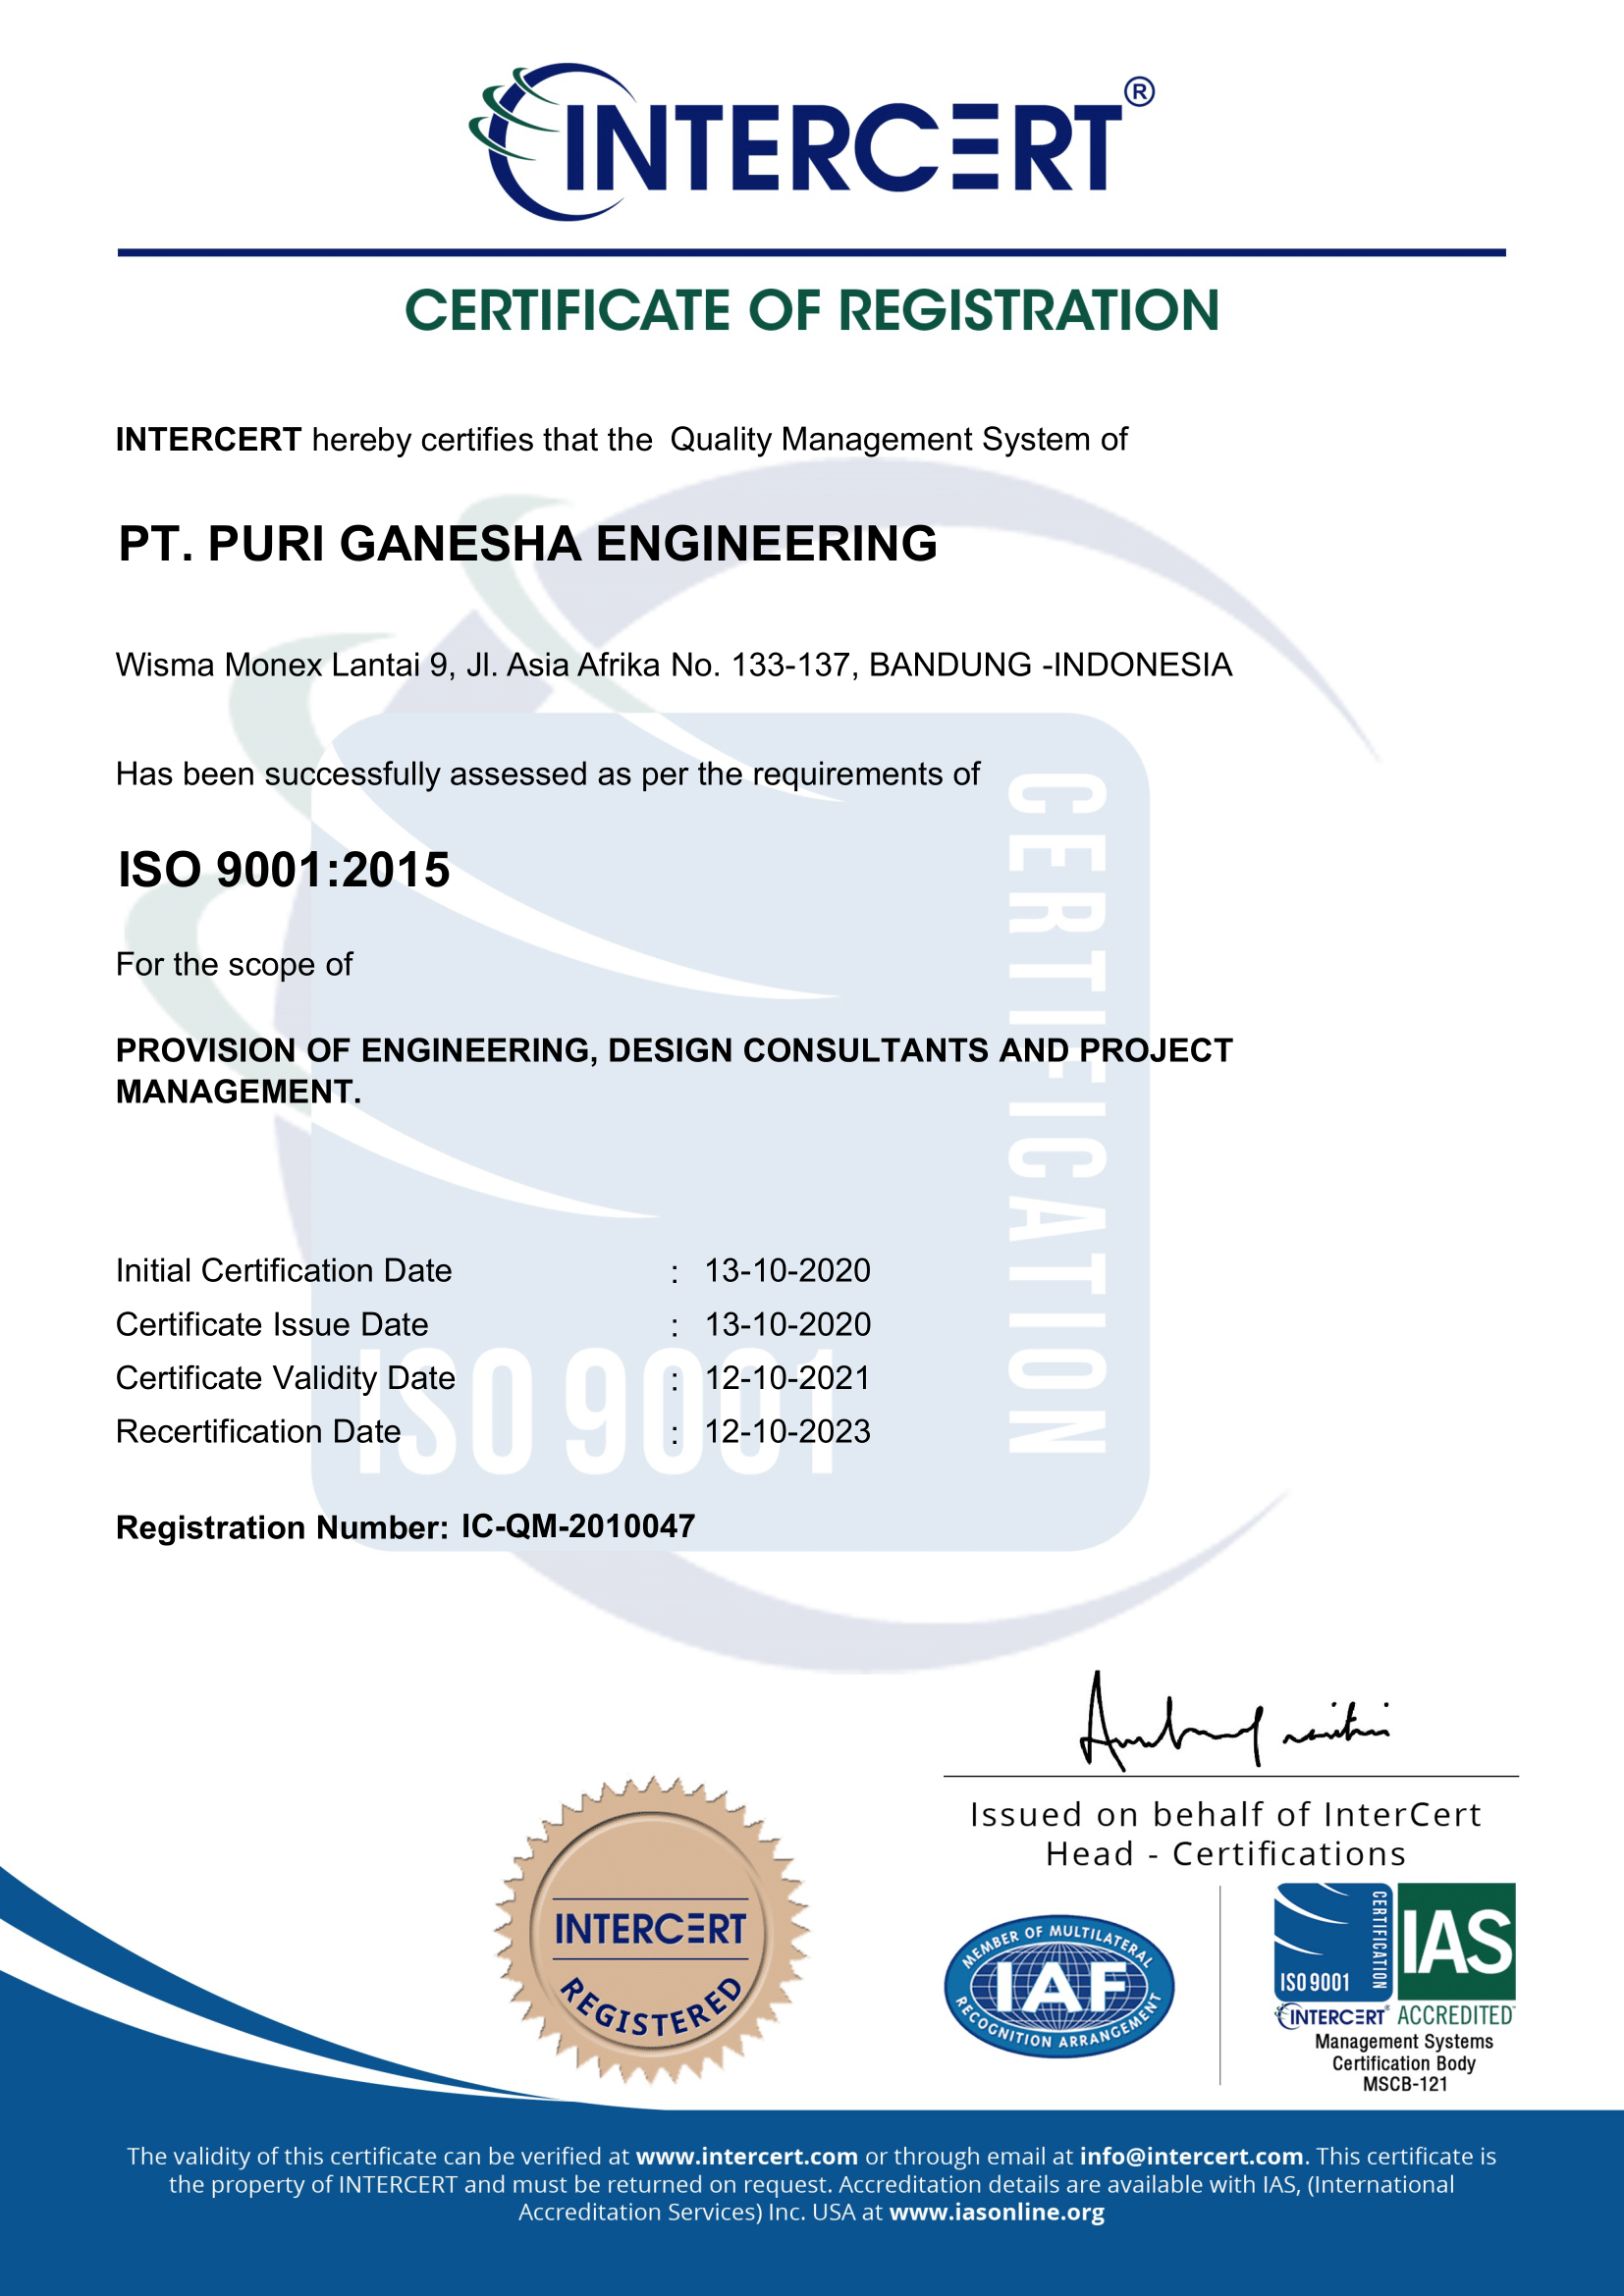 INTERCERT®
CERTIFICATE OF REGISTRATION
INTERCERT hereby certifies that the Quality Management System of
PT. PURI GANESHA ENGINEERING
Wisma Monex Lantai 9, Jl. Asia Afrika No. 133-137, BANDUNG -INDONESIA
Has been successfully assessed as per the requirements of
ISO 9001:2015
For the scope of
PROVISION OF ENGINEERING, DESIGN CONSULTANTS AND PROJECT
MANAGEMENT.
CERTIFICATION
Initial Certification Date : 13-10-2020
Certificate Issue Date : 13-10-2020
Certificate Validity Date : 12-10-2021
Recertification Date : 12-10-2023
ISO 9001
Registration Number: IC-QM-2010047
Issued on behalf of InterCert
Head - Certifications
INTERCERT
REGISTERED
MEMBER OF MULTILATERAL
IAF
RECOGNITION ARRANGEMENT
CERTIFICATION
ISO 9001
IAS
INTERCERT® ACCREDITED™
Management Systems
Certification Body
MSCB-121
The validity of this certificate can be verified at www.intercert.com or through email at info@intercert.com. This certificate is
the property of INTERCERT and must be returned on request. Accreditation details are available with IAS, (International
Accreditation Services) Inc. USA at www.iasonline.org